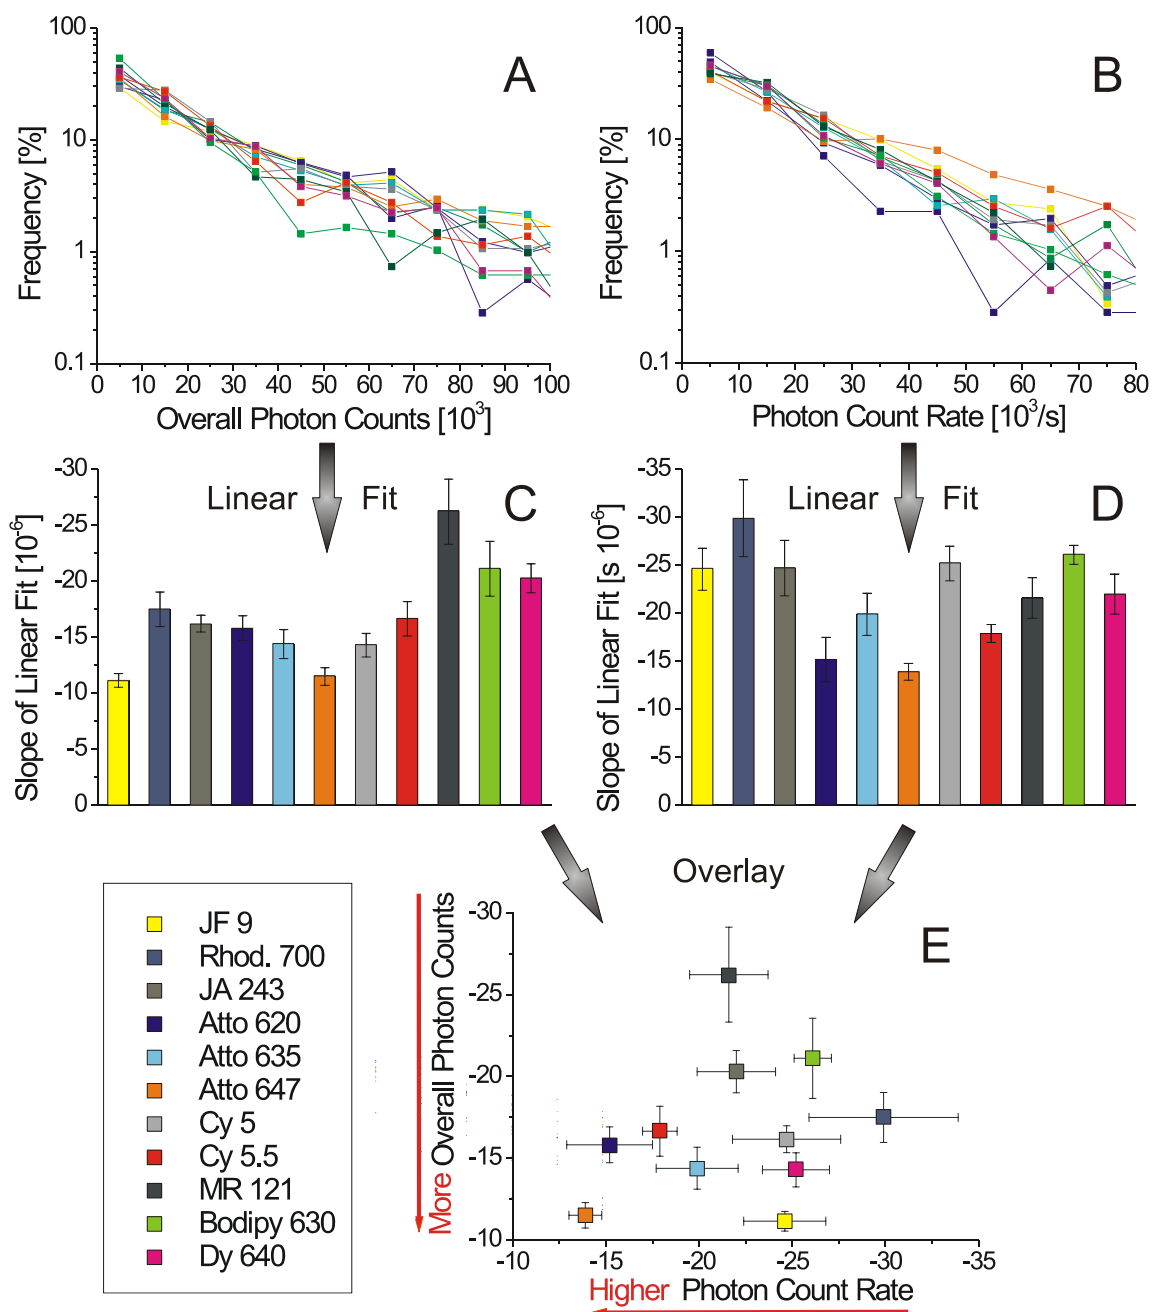 A
Frequency [%]
100
10
1
0.1
0 10 20 30 40 50 60 70 80 90 100
Overall Photon Counts [10³]
B
Frequency [%]
100
10
1
0.1
0 10 20 30 40 50 60 70 80
Photon Count Rate [10³/s]
Linear Fit
C
Slope of Linear Fit [10⁻⁶]
-30
-25
-20
-15
-10
-5
0
Linear Fit
D
Slope of Linear Fit [s 10⁻⁶]
-35
-30
-25
-20
-15
-10
-5
0
Overlay
JF 9
Rhod. 700
JA 243
Atto 620
Atto 635
Atto 647
Cy 5
Cy 5.5
MR 121
Bodipy 630
Dy 640
E
More Overall Photon Counts
-30
-25
-20
-15
-10
-10 -15 -20 -25 -30 -35
Higher Photon Count Rate